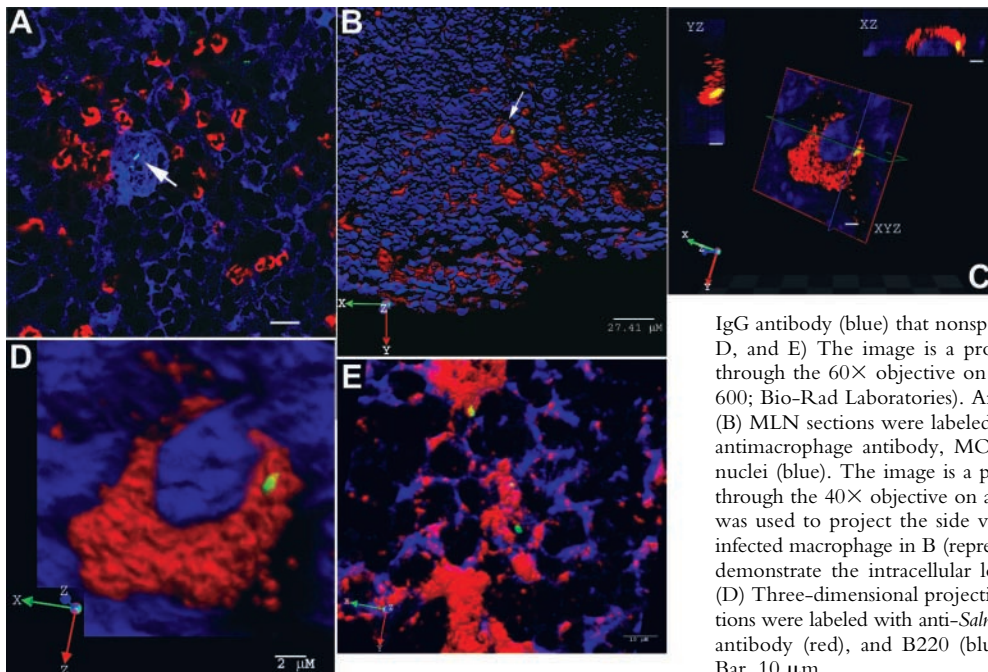 A
B
YZ
XZ
XYZ
X
Y
C
X
Z
Y
27.41 μM
IgG antibody (blue) that nonsp
D, and E) The image is a pro
through the 60× objective on
600; Bio-Rad Laboratories). A
(B) MLN sections were labeled
antimacrophage antibody, MO
nuclei (blue). The image is a p
through the 40× objective on a
was used to project the side v
infected macrophage in B (repre
demonstrate the intracellular lo
(D) Three-dimensional projecti
tions were labeled with anti-Saln
antibody (red), and B220 (blu
Bar, 10 μm.
D
E
X
Z
Z
2 μM